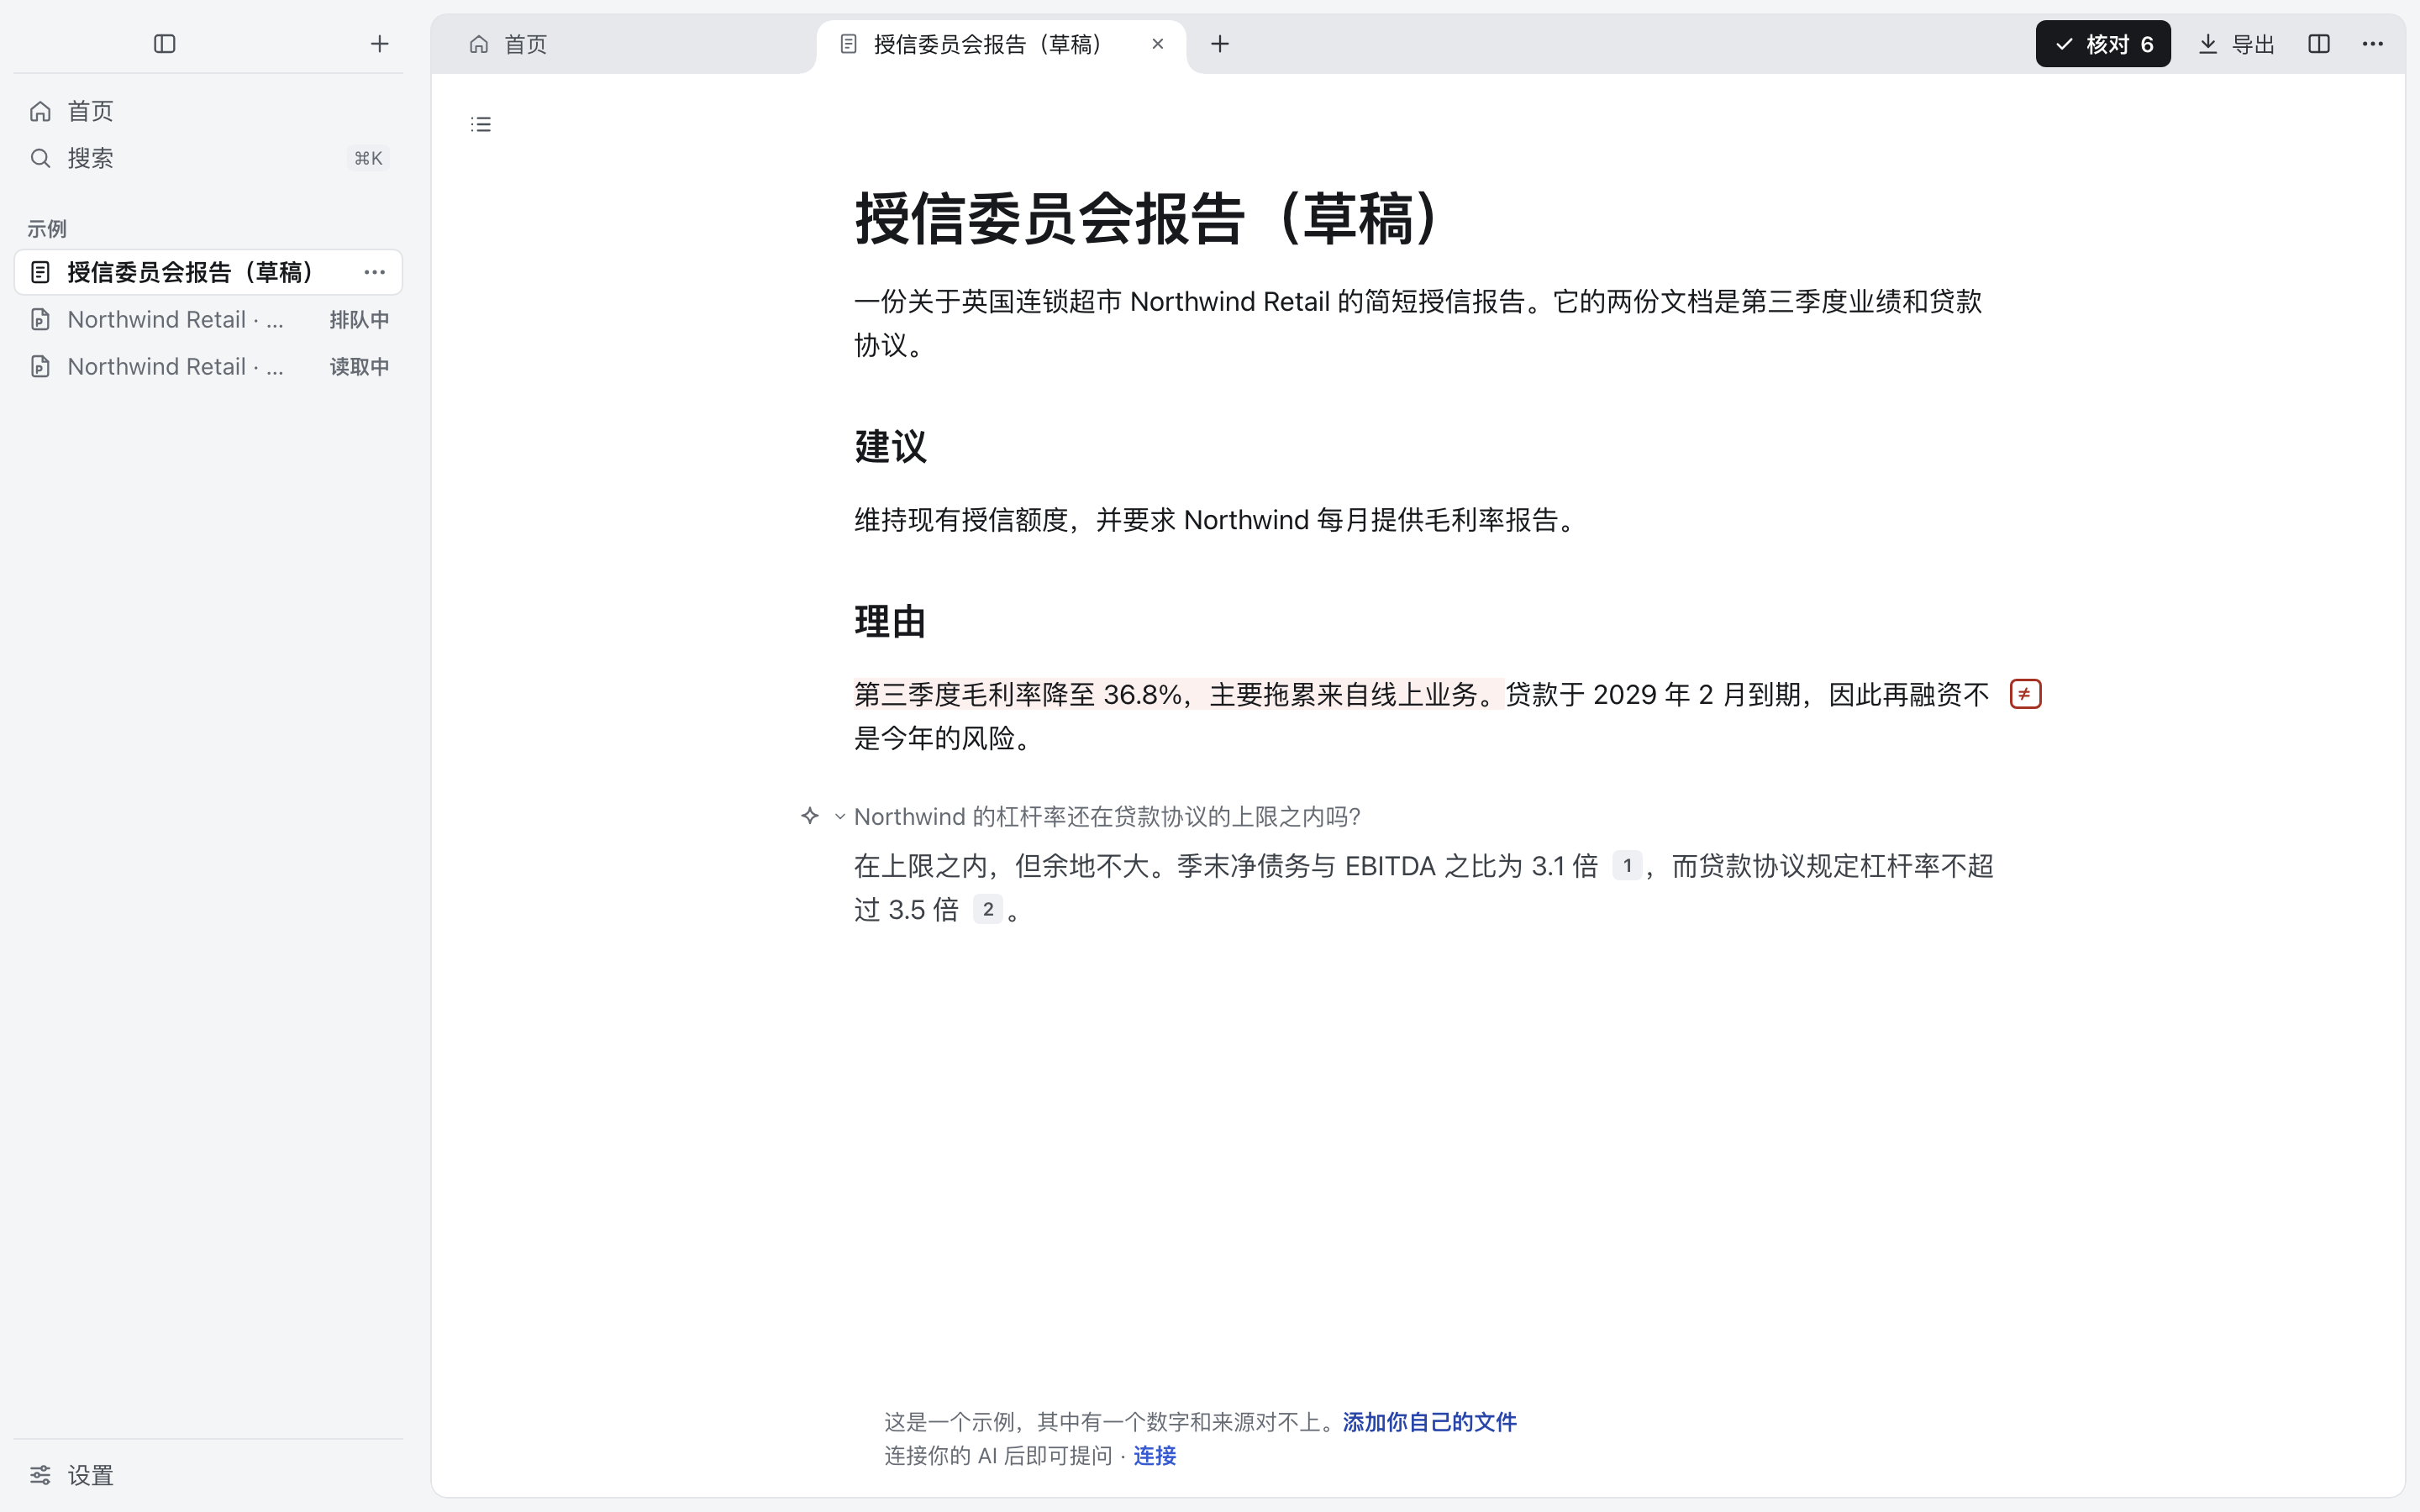 首页
搜索
⌘K
示例
授信委员会报告（草稿）
Northwind Retail · ... 排队中
Northwind Retail · ... 读取中
设置
首页
授信委员会报告（草稿）
核对 6
导出
授信委员会报告（草稿）
一份关于英国连锁超市 Northwind Retail 的简短授信报告。它的两份文档是第三季度业绩和贷款
协议。
建议
维持现有授信额度，并要求 Northwind 每月提供毛利率报告。
理由
第三季度毛利率降至 36.8%，主要拖累来自线上业务。贷款于 2029 年 2 月到期，因此再融资不 ≠
是今年的风险。
Northwind 的杠杆率还在贷款协议的上限之内吗？
在上限之内，但余地不大。季末净债务与 EBITDA 之比为 3.1 倍 1，而贷款协议规定杠杆率不超
过 3.5 倍 2。
这是一个示例，其中有一个数字和来源对不上。添加你自己的文件
连接你的 AI 后即可提问 · 连接